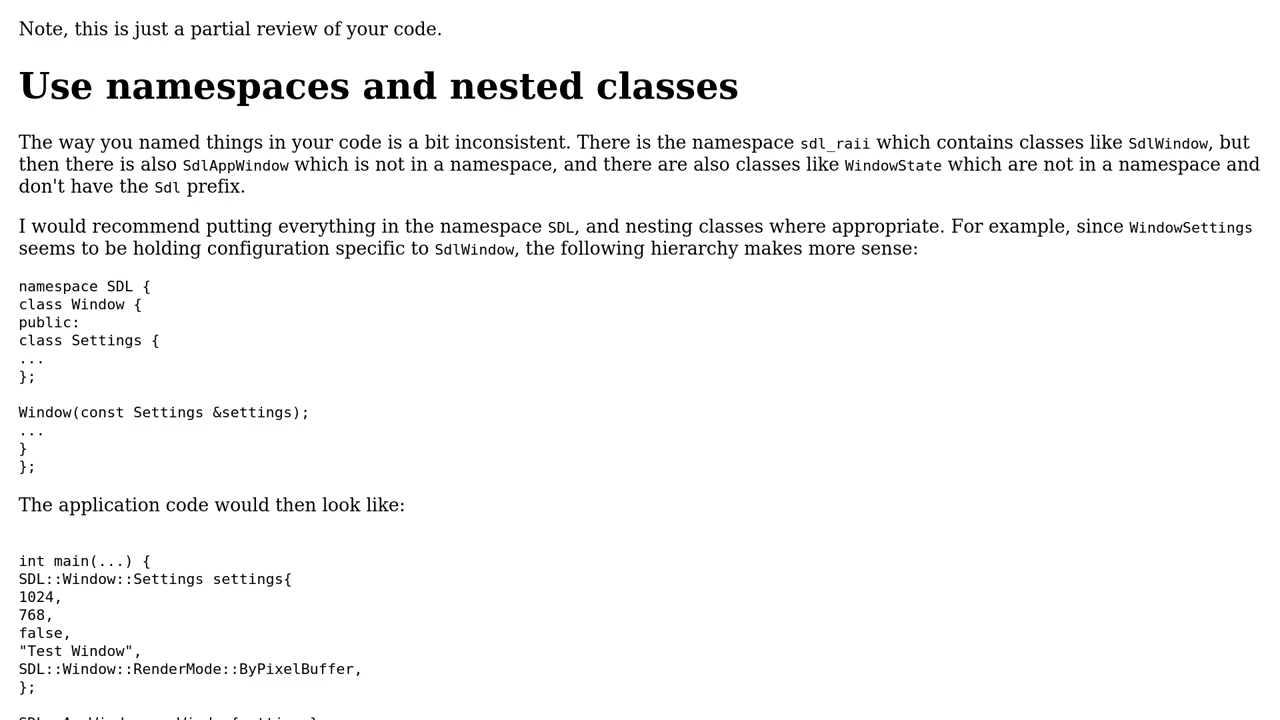 Note, this is just a partial review of your code.
Use namespaces and nested classes
The way you named things in your code is a bit inconsistent. There is the namespace sdl_raii which contains classes like SdlWindow, but
then there is also SdlAppWindow which is not in a namespace, and there are also classes like WindowState which are not in a namespace and
don't have the Sdl prefix.
I would recommend putting everything in the namespace SDL, and nesting classes where appropriate. For example, since WindowSettings
seems to be holding configuration specific to SdlWindow, the following hierarchy makes more sense:
namespace SDL {
class Window {
public:
class Settings {
...
};
Window(const Settings &settings);
...
}
};
The application code would then look like:
int main(...) {
SDL::Window::Settings settings{
1024,
768,
false,
"Test Window",
SDL::Window::RenderMode::ByPixelBuffer,
};